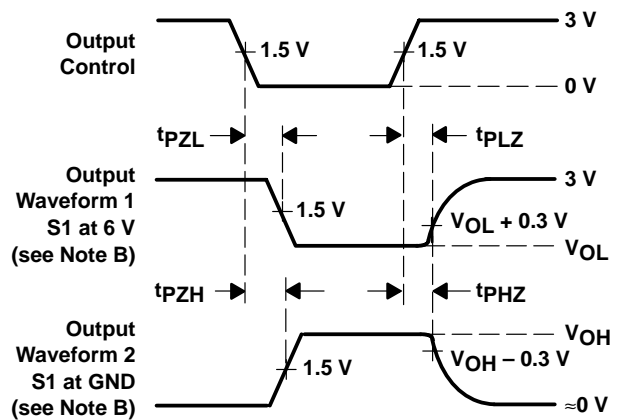 3 V
Output
Control
1.5 V
1.5 V
0 V
tPZL
tPLZ
Output
Waveform 1
S1 at 6 V
(see Note B)
3 V
1.5 V
VOL + 0.3 V
VOL
tPZH
tPHZ
Output
Waveform 2
S1 at GND
(see Note B)
VOH
VOH – 0.3 V
1.5 V
≈0 V